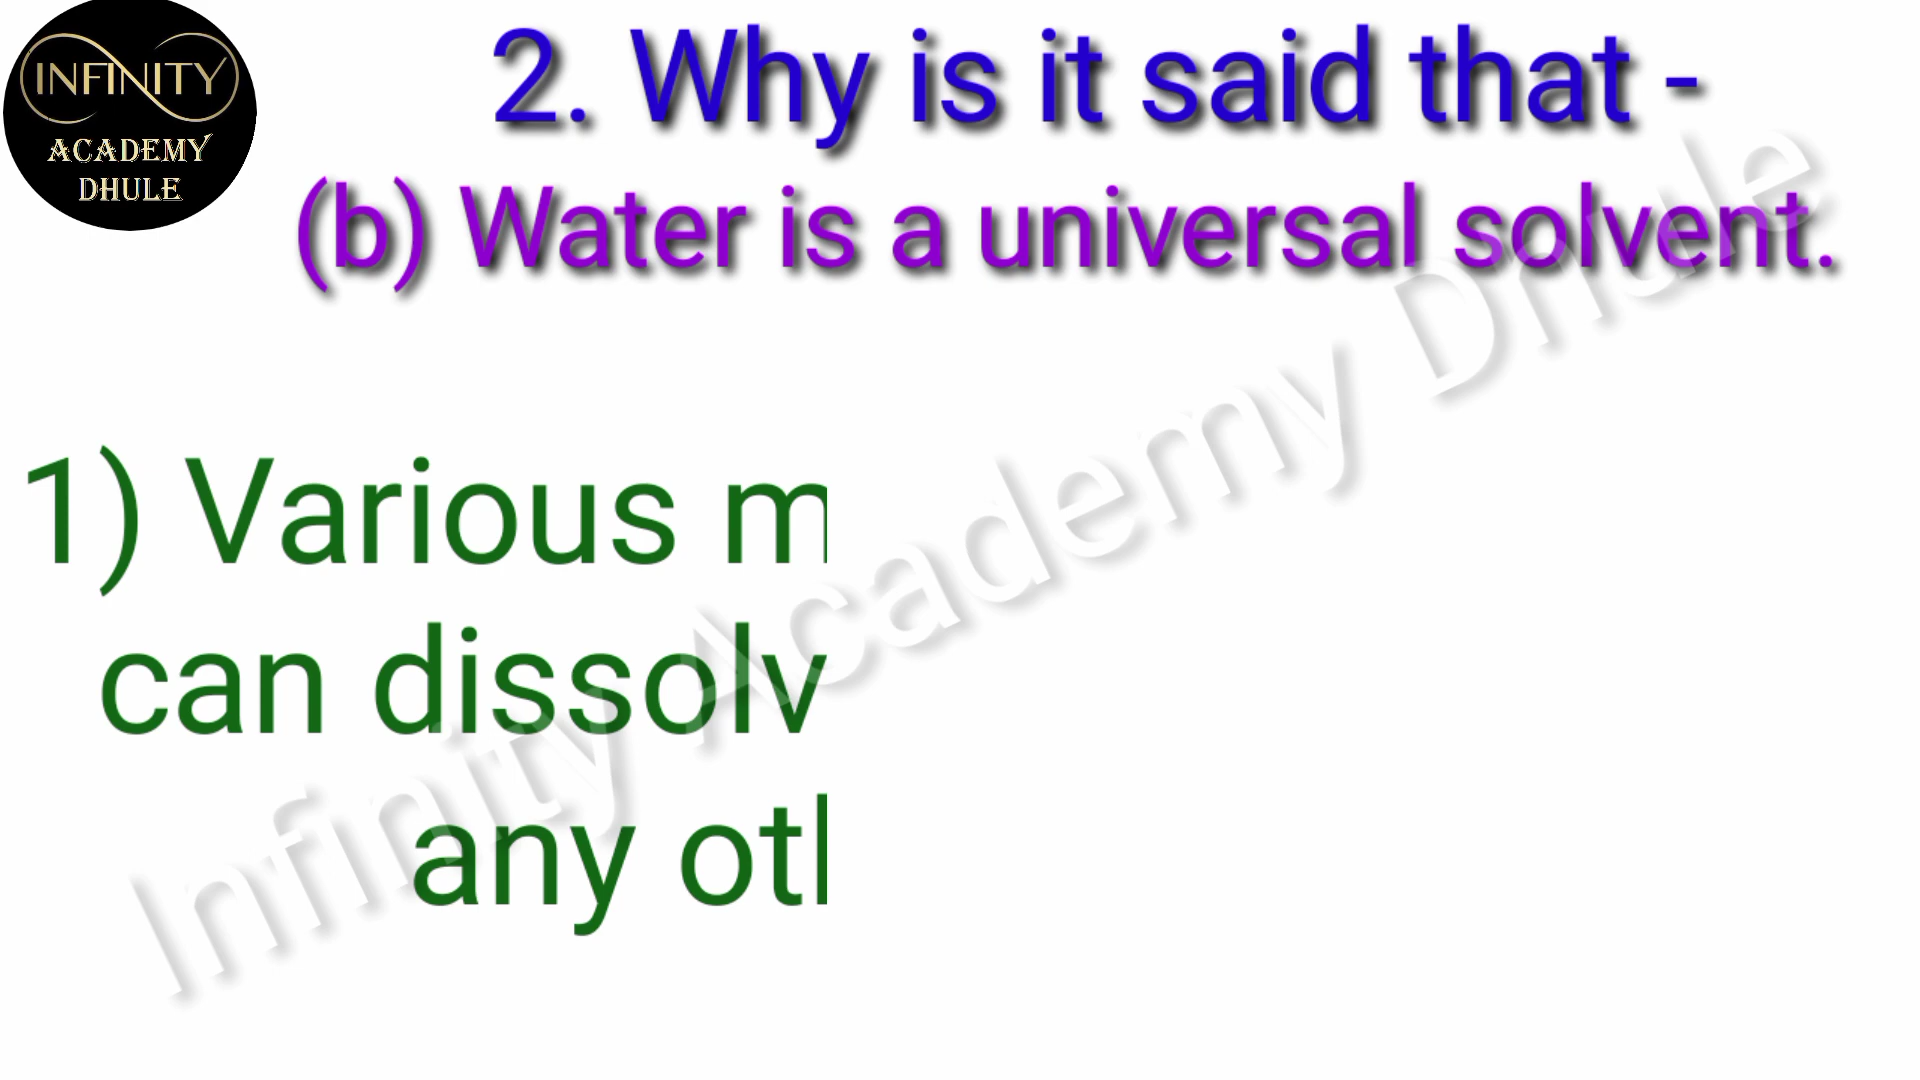 INFINITY
ACADEMY
DHULE
2. Why is it said that -
(b) Water is a universal solvent.
1) Various m
can dissolv
any ot
Infinity Academy Dhule